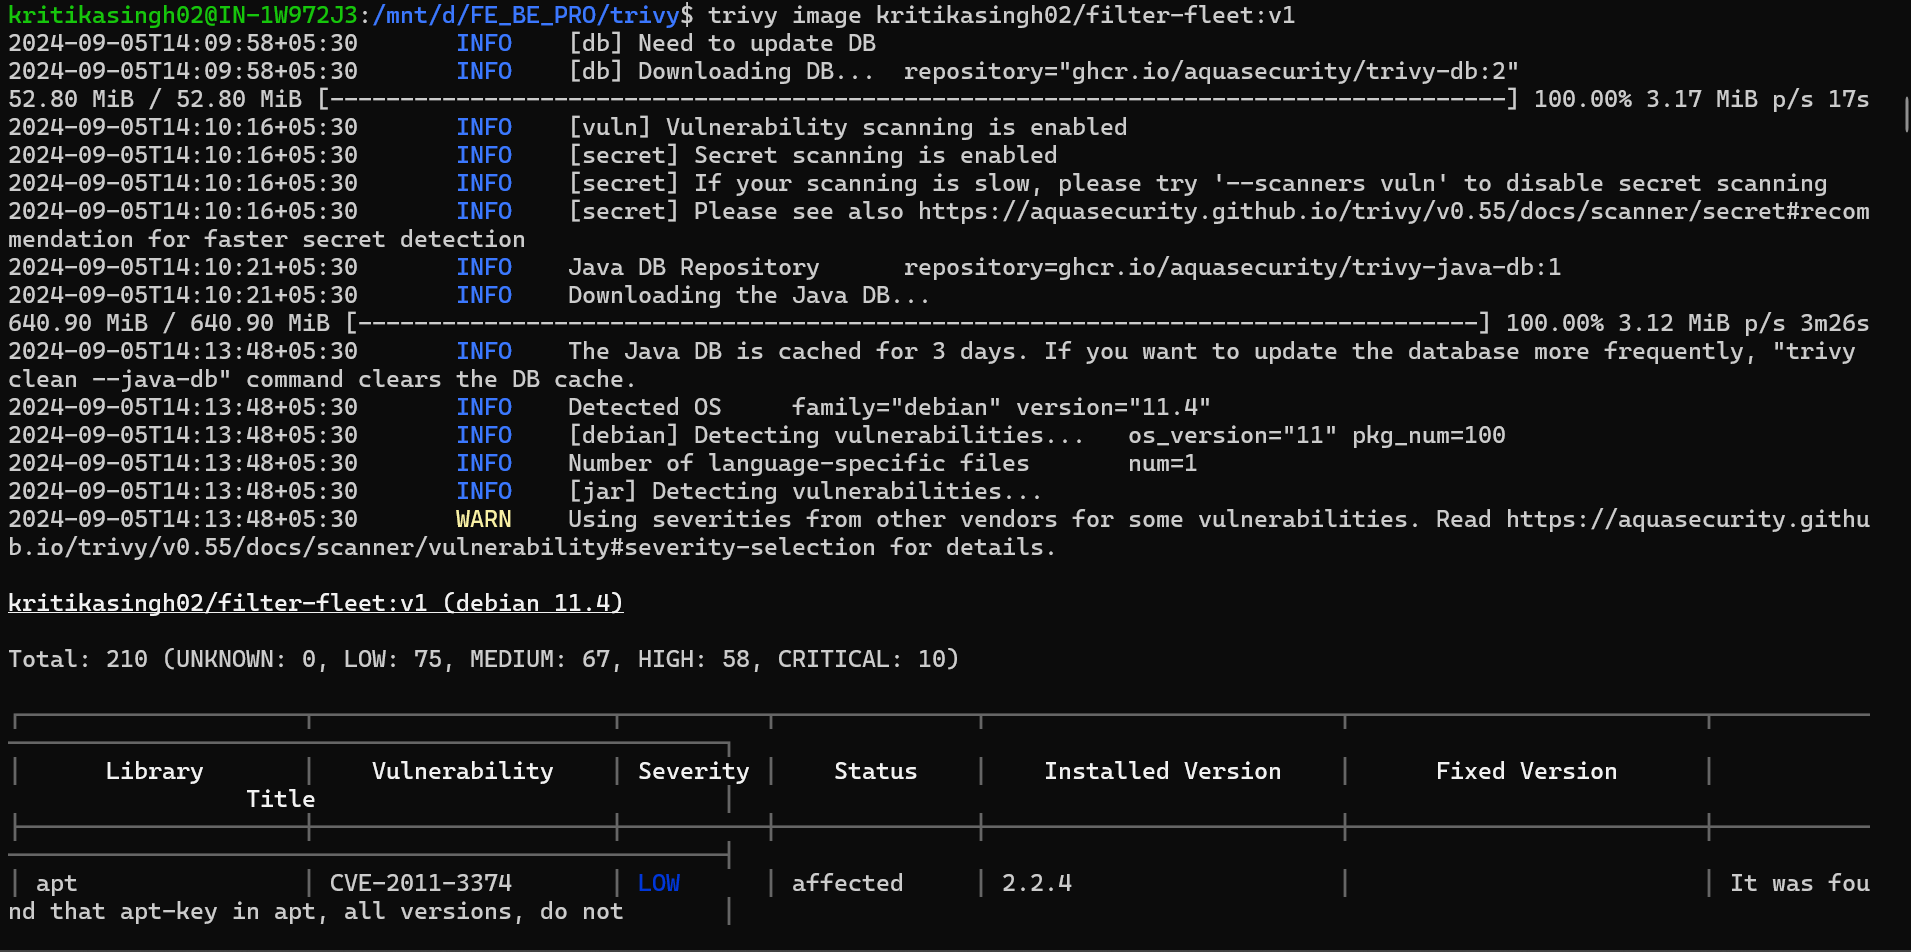 kritikasingh02@IN-1W972J3:/mnt/d/FE_BE_PRO/trivy$ trivy image kritikasingh02/filter-fleet:v1
2024-09-05T14:09:58+05:30 INFO [db] Need to update DB
2024-09-05T14:09:58+05:30 INFO [db] Downloading DB... repository="ghcr.io/aquasecurity/trivy-db:2"
52.80 MiB / 52.80 MiB [------------------------------------------------------------------------------------] 100.00% 3.17 MiB p/s 17s
2024-09-05T14:10:16+05:30 INFO [vuln] Vulnerability scanning is enabled
2024-09-05T14:10:16+05:30 INFO [secret] Secret scanning is enabled
2024-09-05T14:10:16+05:30 INFO [secret] If your scanning is slow, please try '--scanners vuln' to disable secret scanning
2024-09-05T14:10:16+05:30 INFO [secret] Please see also https://aquasecurity.github.io/trivy/v0.55/docs/scanner/secret#recom
mendation for faster secret detection
2024-09-05T14:10:21+05:30 INFO Java DB Repository repository=ghcr.io/aquasecurity/trivy-java-db:1
2024-09-05T14:10:21+05:30 INFO Downloading the Java DB...
640.90 MiB / 640.90 MiB [--------------------------------------------------------------------------------] 100.00% 3.12 MiB p/s 3m26s
2024-09-05T14:13:48+05:30 INFO The Java DB is cached for 3 days. If you want to update the database more frequently, "trivy
clean --java-db" command clears the DB cache.
2024-09-05T14:13:48+05:30 INFO Detected OS family="debian" version="11.4"
2024-09-05T14:13:48+05:30 INFO [debian] Detecting vulnerabilities... os_version="11" pkg_num=100
2024-09-05T14:13:48+05:30 INFO Number of language-specific files num=1
2024-09-05T14:13:48+05:30 INFO [jar] Detecting vulnerabilities...
2024-09-05T14:13:48+05:30 WARN Using severities from other vendors for some vulnerabilities. Read https://aquasecurity.githu
b.io/trivy/v0.55/docs/scanner/vulnerability#severity-selection for details.
kritikasingh02/filter-fleet:v1 (debian 11.4)
Total: 210 (UNKNOWN: 0, LOW: 75, MEDIUM: 67, HIGH: 58, CRITICAL: 10)
Library Vulnerability Severity Status Installed Version Fixed Version
Title
apt CVE-2011-3374 LOW affected 2.2.4 It was fou
nd that apt-key in apt, all versions, do not